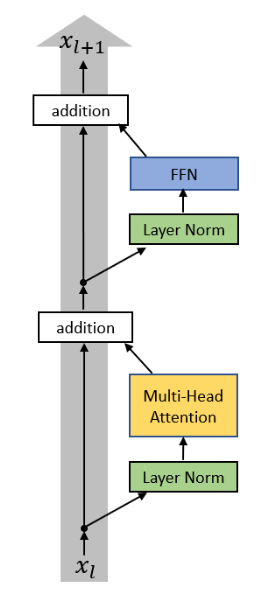 x_{l+1}
addition
FFN
Layer Norm
addition
Multi-Head
Attention
Layer Norm
x_l